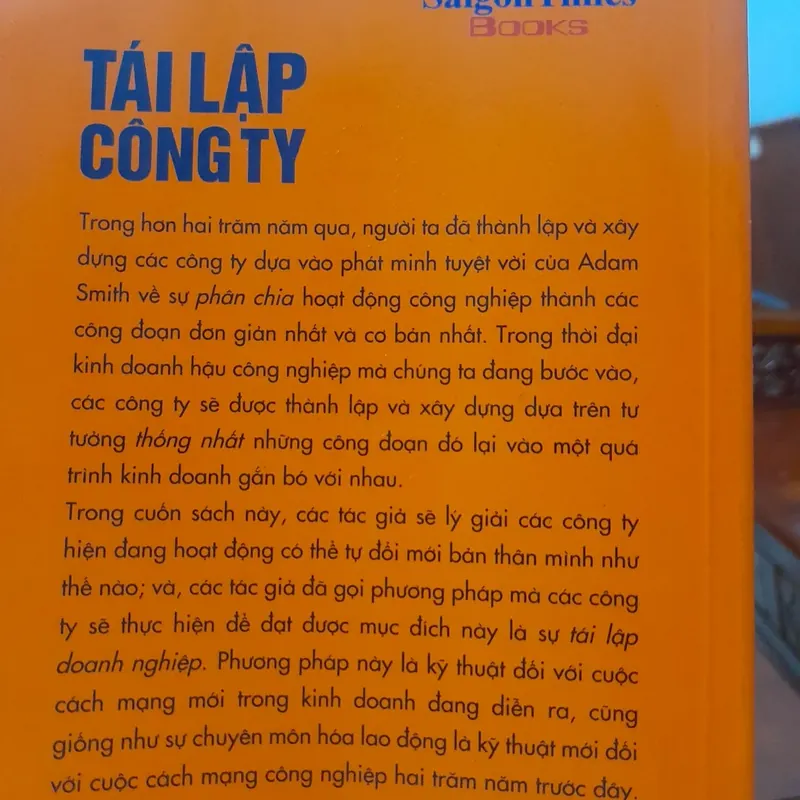 Saigon Times
BOOKS
TÁI LẬP
CÔNG TY
Trong hơn hai trăm năm qua, người ta đã thành lập và xây
dựng các công ty dựa vào phát minh tuyệt vời của Adam
Smith về sự phân chia hoạt động công nghiệp thành các
công đoạn đơn giản nhất và cơ bản nhất. Trong thời đại
kinh doanh hậu công nghiệp mà chúng ta đang bước vào,
các công ty sẽ được thành lập và xây dựng dựa trên tư
tưởng thống nhất những công đoạn đó lại vào một quá
trình kinh doanh gắn bó với nhau.
Trong cuốn sách này, các tác giả sẽ lý giải các công ty
hiện đang hoạt động có thể tự đổi mới bản thân mình như
thế nào; và, các tác giả đã gọi phương pháp mà các công
ty sẽ thực hiện để đạt được mục đích này là sự tái lập
doanh nghiệp. Phương pháp này là kỹ thuật đối với cuộc
cách mạng mới trong kinh doanh đang diễn ra, cũng
giống như sự chuyên môn hóa lao động là kỹ thuật mới đối
với cuộc cách mạng công nghiệp hai trăm năm trước đây.